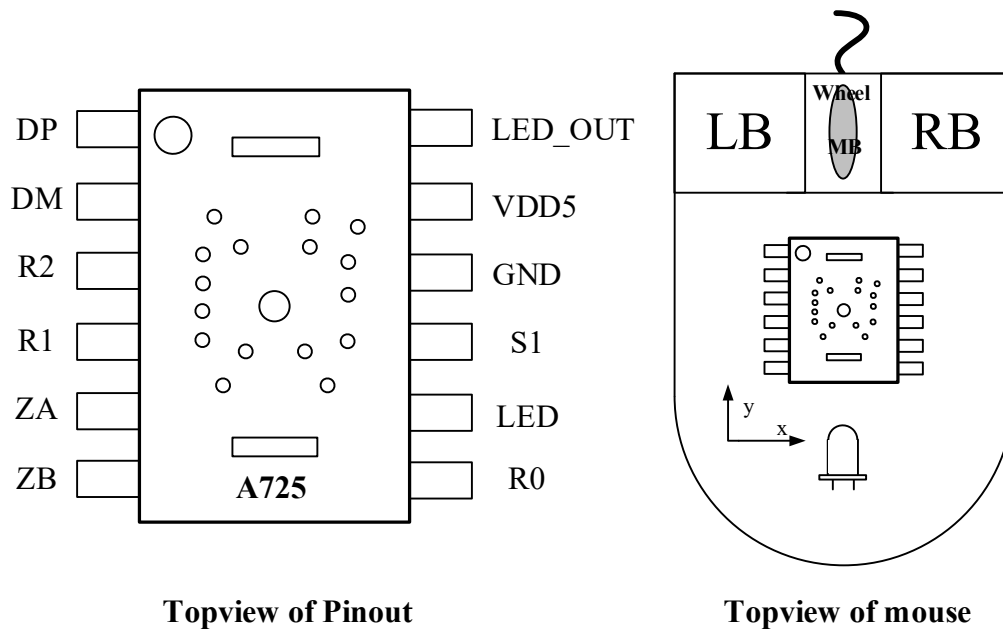 DP
DM
R2
R1
ZA
ZB
LED_OUT
VDD5
GND
S1
LED
R0
A725
Topview of Pinout
LB
Wheel
MB
RB
y
x
Topview of mouse